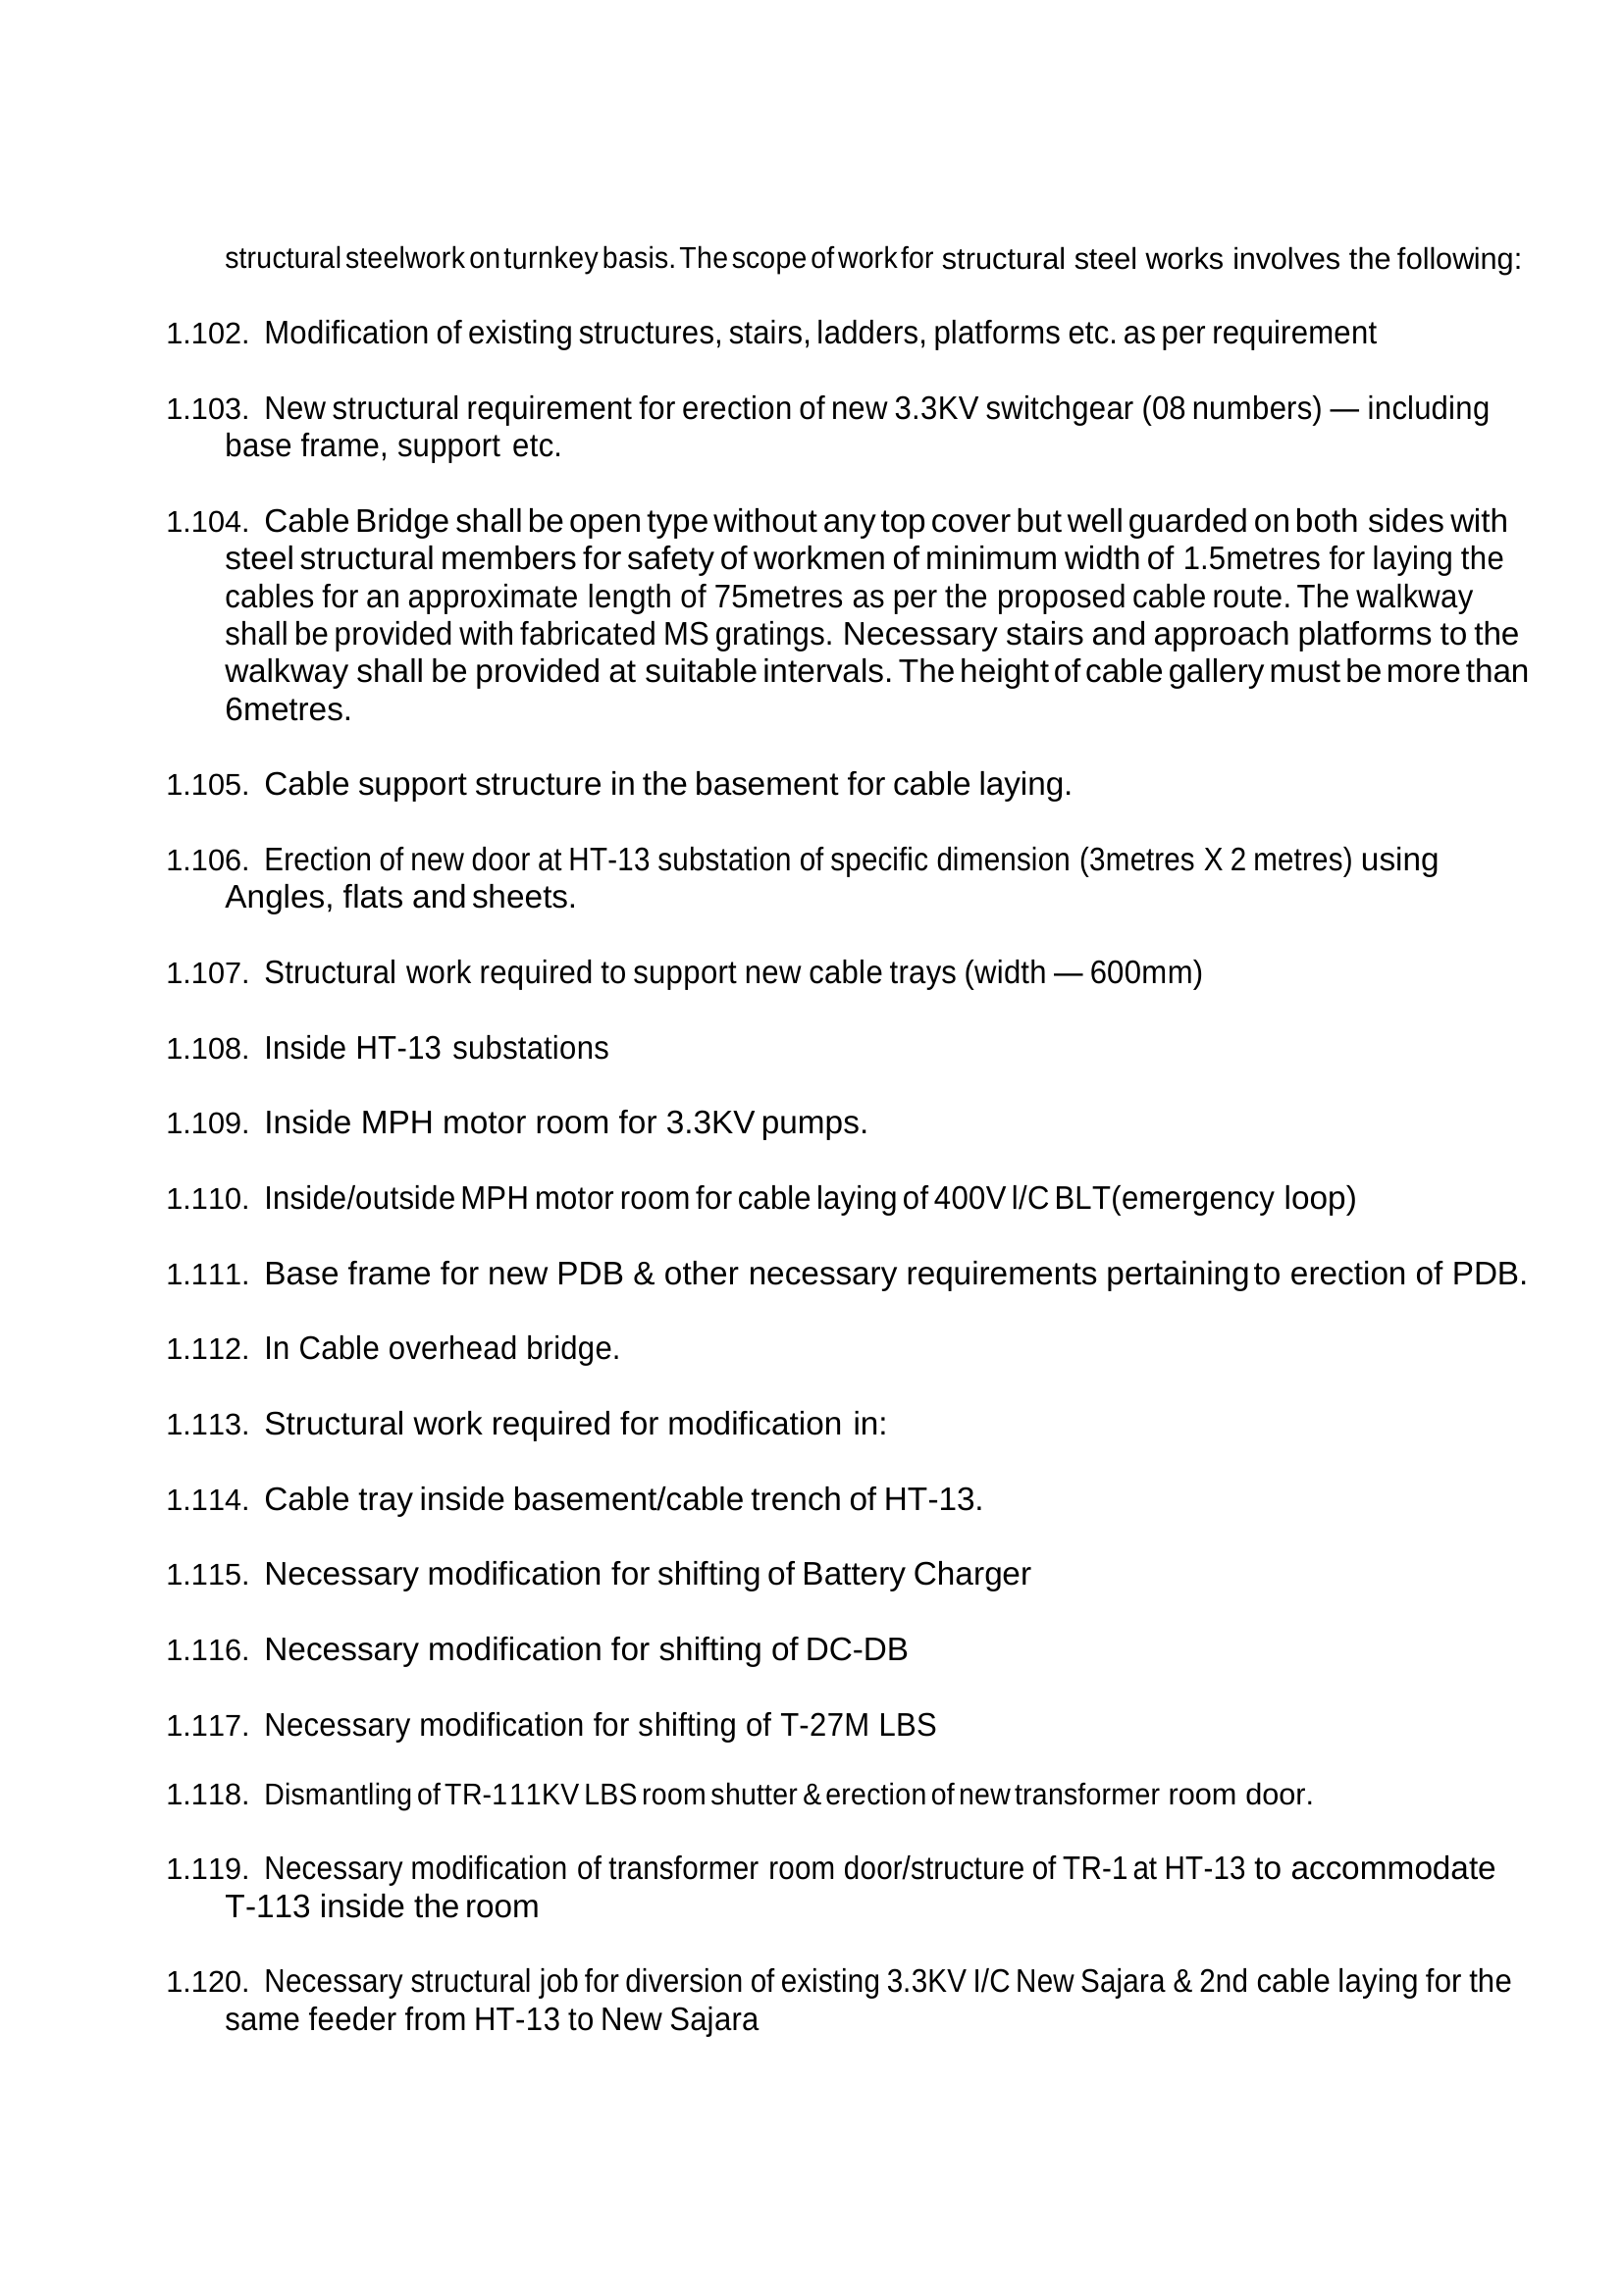 structural steelwork on turnkey basis. The scope of work for structural steel works involves the following:
1.102. Modification of existing structures, stairs, ladders, platforms etc. as per requirement
1.103. New structural requirement for erection of new 3.3KV switchgear (08 numbers) — including
base frame, support etc.
1.104. Cable Bridge shall be open type without any top cover but well guarded on both sides with
steel structural members for safety of workmen of minimum width of 1.5metres for laying the
cables for an approximate length of 75metres as per the proposed cable route. The walkway
shall be provided with fabricated MS gratings. Necessary stairs and approach platforms to the
walkway shall be provided at suitable intervals. The height of cable gallery must be more than
6metres.
1.105. Cable support structure in the basement for cable laying.
1.106. Erection of new door at HT-13 substation of specific dimension (3metres X 2 metres) using
Angles, flats and sheets.
1.107. Structural work required to support new cable trays (width — 600mm)
1.108. Inside HT-13 substations
1.109. Inside MPH motor room for 3.3KV pumps.
1.110. Inside/outside MPH motor room for cable laying of 400V l/C BLT(emergency loop)
1.111. Base frame for new PDB & other necessary requirements pertaining to erection of PDB.
1.112. In Cable overhead bridge.
1.113. Structural work required for modification in:
1.114. Cable tray inside basement/cable trench of HT-13.
1.115. Necessary modification for shifting of Battery Charger
1.116. Necessary modification for shifting of DC-DB
1.117. Necessary modification for shifting of T-27M LBS
1.118. Dismantling of TR-111KV LBS room shutter & erection of new transformer room door.
1.119. Necessary modification of transformer room door/structure of TR-1 at HT-13 to accommodate
T-113 inside the room
1.120. Necessary structural job for diversion of existing 3.3KV I/C New Sajara & 2nd cable laying for the
same feeder from HT-13 to New Sajara